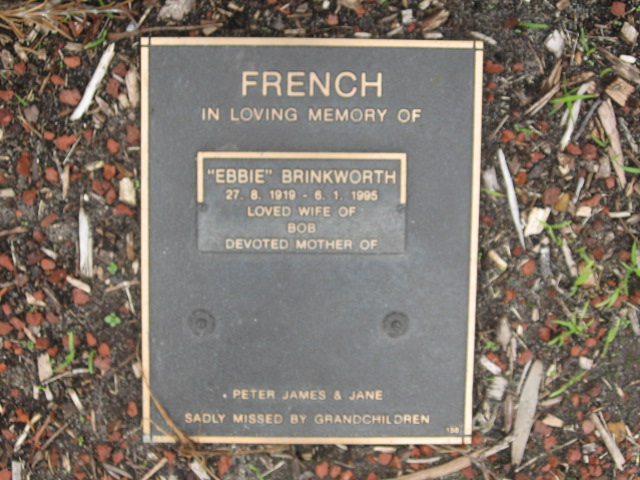 FRENCH
IN LOVING MEMORY OF
"EBBIE" BRINKWORTH
27. 8. 1919 - 6. 1. 1995
LOVED WIFE OF
BOB
DEVOTED MOTHER OF
PETER JAMES & JANE
SADLY MISSED BY GRANDCHILDREN